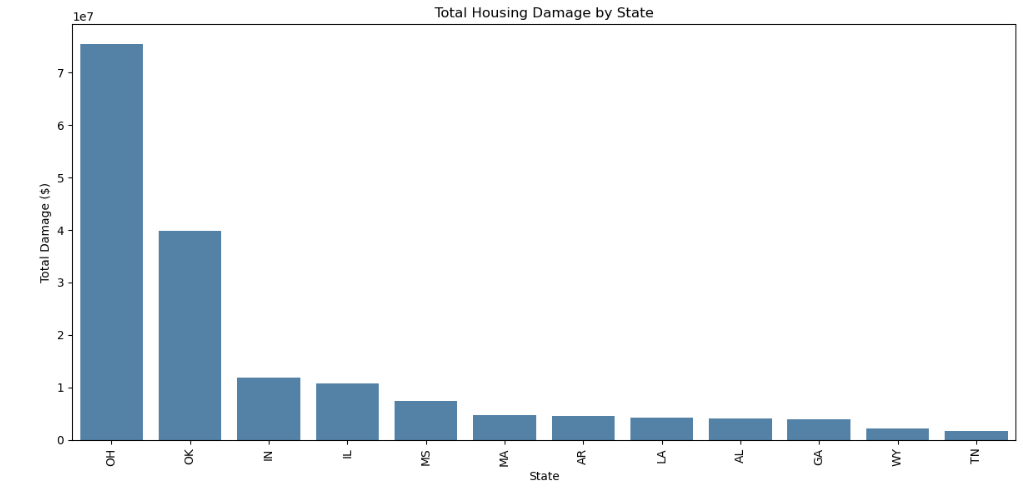 Total Housing Damage by State
1e7
7
6
5
4
3
2
1
0
Total Damage ($)
OH OK IN IL MS MA AR LA AL GA WY TN
State